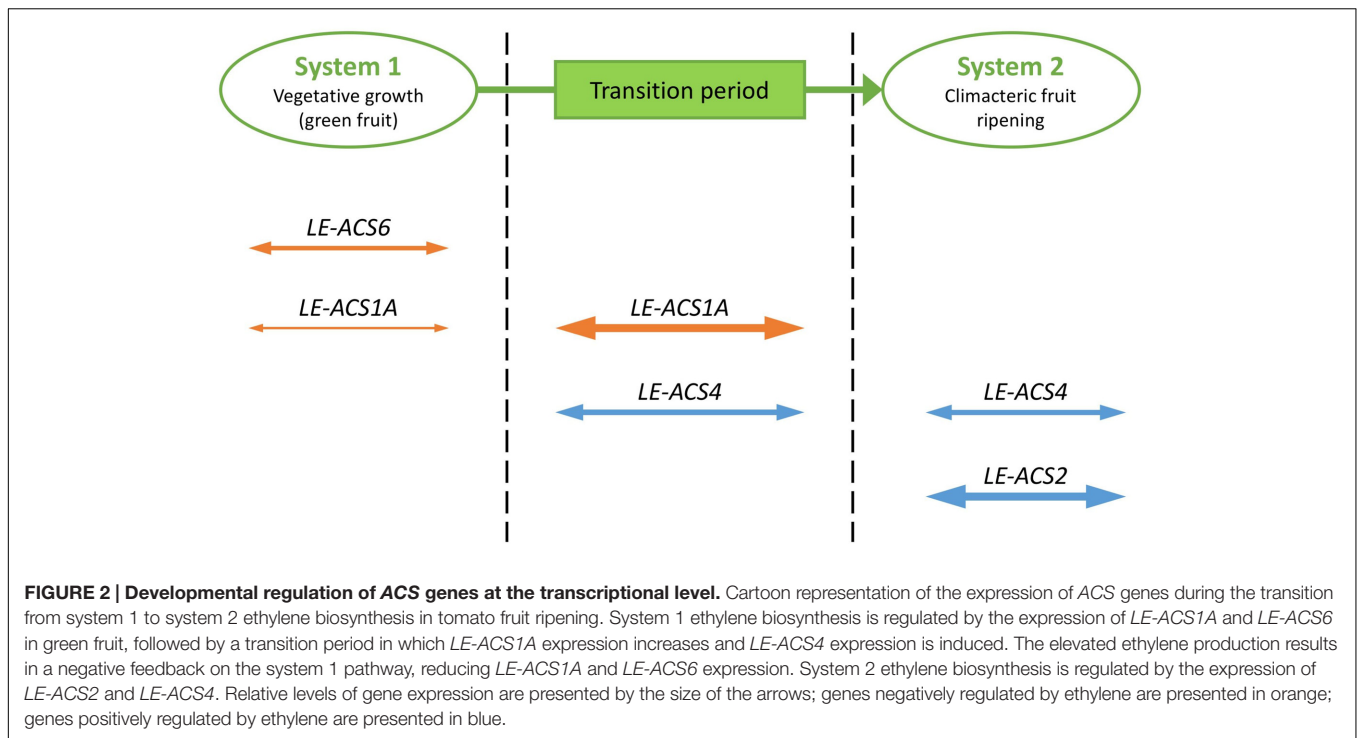 System 1
Vegetative growth
(green fruit)
Transition period
System 2
Climacteric fruit
ripening
LE-ACS6
LE-ACS1A
LE-ACS1A
LE-ACS4
LE-ACS4
LE-ACS2
FIGURE 2 | Developmental regulation of ACS genes at the transcriptional level. Cartoon representation of the expression of ACS genes during the transition
from system 1 to system 2 ethylene biosynthesis in tomato fruit ripening. System 1 ethylene biosynthesis is regulated by the expression of LE-ACS1A and LE-ACS6
in green fruit, followed by a transition period in which LE-ACS1A expression increases and LE-ACS4 expression is induced. The elevated ethylene production results
in a negative feedback on the system 1 pathway, reducing LE-ACS1A and LE-ACS6 expression. System 2 ethylene biosynthesis is regulated by the expression of
LE-ACS2 and LE-ACS4. Relative levels of gene expression are presented by the size of the arrows; genes negatively regulated by ethylene are presented in orange;
genes positively regulated by ethylene are presented in blue.